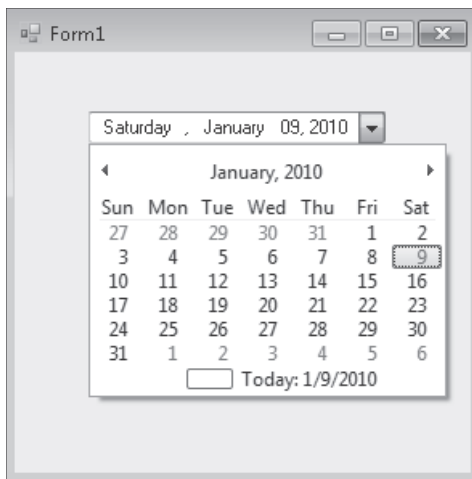 Form1
Saturday , January 09, 2010
January, 2010
Sun Mon Tue Wed Thu Fri Sat
27 28 29 30 31 1 2
3 4 5 6 7 8 9
10 11 12 13 14 15 16
17 18 19 20 21 22 23
24 25 26 27 28 29 30
31 1 2 3 4 5 6
Today: 1/9/2010